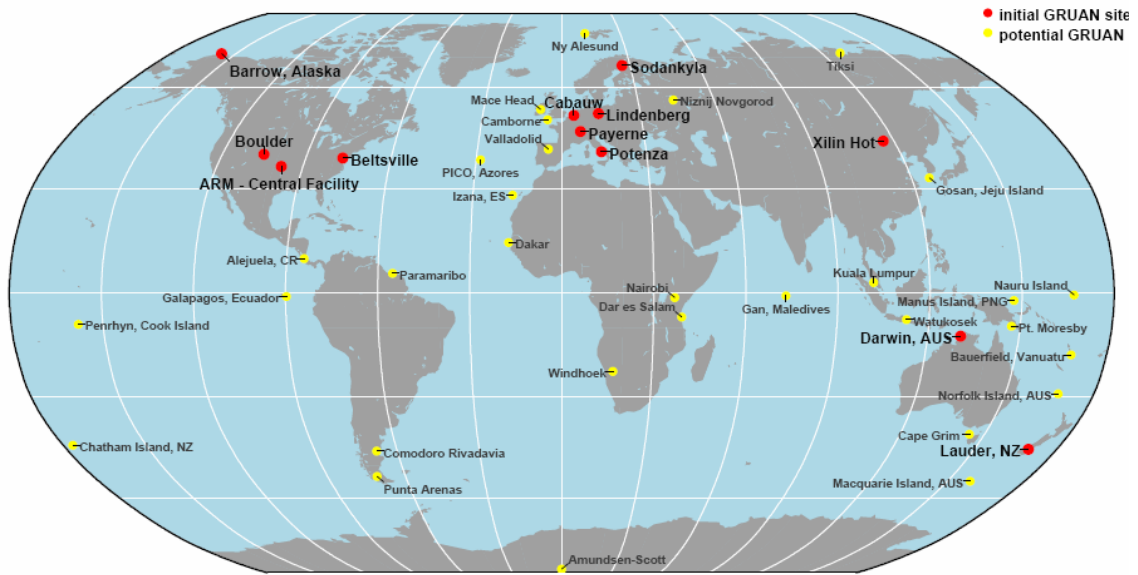 initial GRUAN site
potential GRUAN
Ny Alesund
Tiksi
Barrow, Alaska
Sodankyla
Mace Head
Cabauw
Niznij Novgorod
Camborne
Lindenberg
Payerne
Valladolid
Boulder
Beltsville
Potenza
Xilin Hot
ARM - Central Facility
PICO, Azores
Izana, ES
Gosan, Jeju Island
Dakar
Alejuela, CR
Paramaribo
Kuala Lumpur
Nairobi
Nauru Island
Galapagos, Ecuador
Dar es Salam
Gan, Maledives
Manus Island, PNG
Penrhyn, Cook Island
Watukosek
Pt. Moresby
Darwin, AUS
Bauerfield, Vanuatu
Windhoek
Norfolk Island, AUS
Chatham Island, NZ
Cape Grim
Comodoro Rivadavia
Lauder, NZ
Punta Arenas
Macquarie Island, AUS
Amundsen-Scott